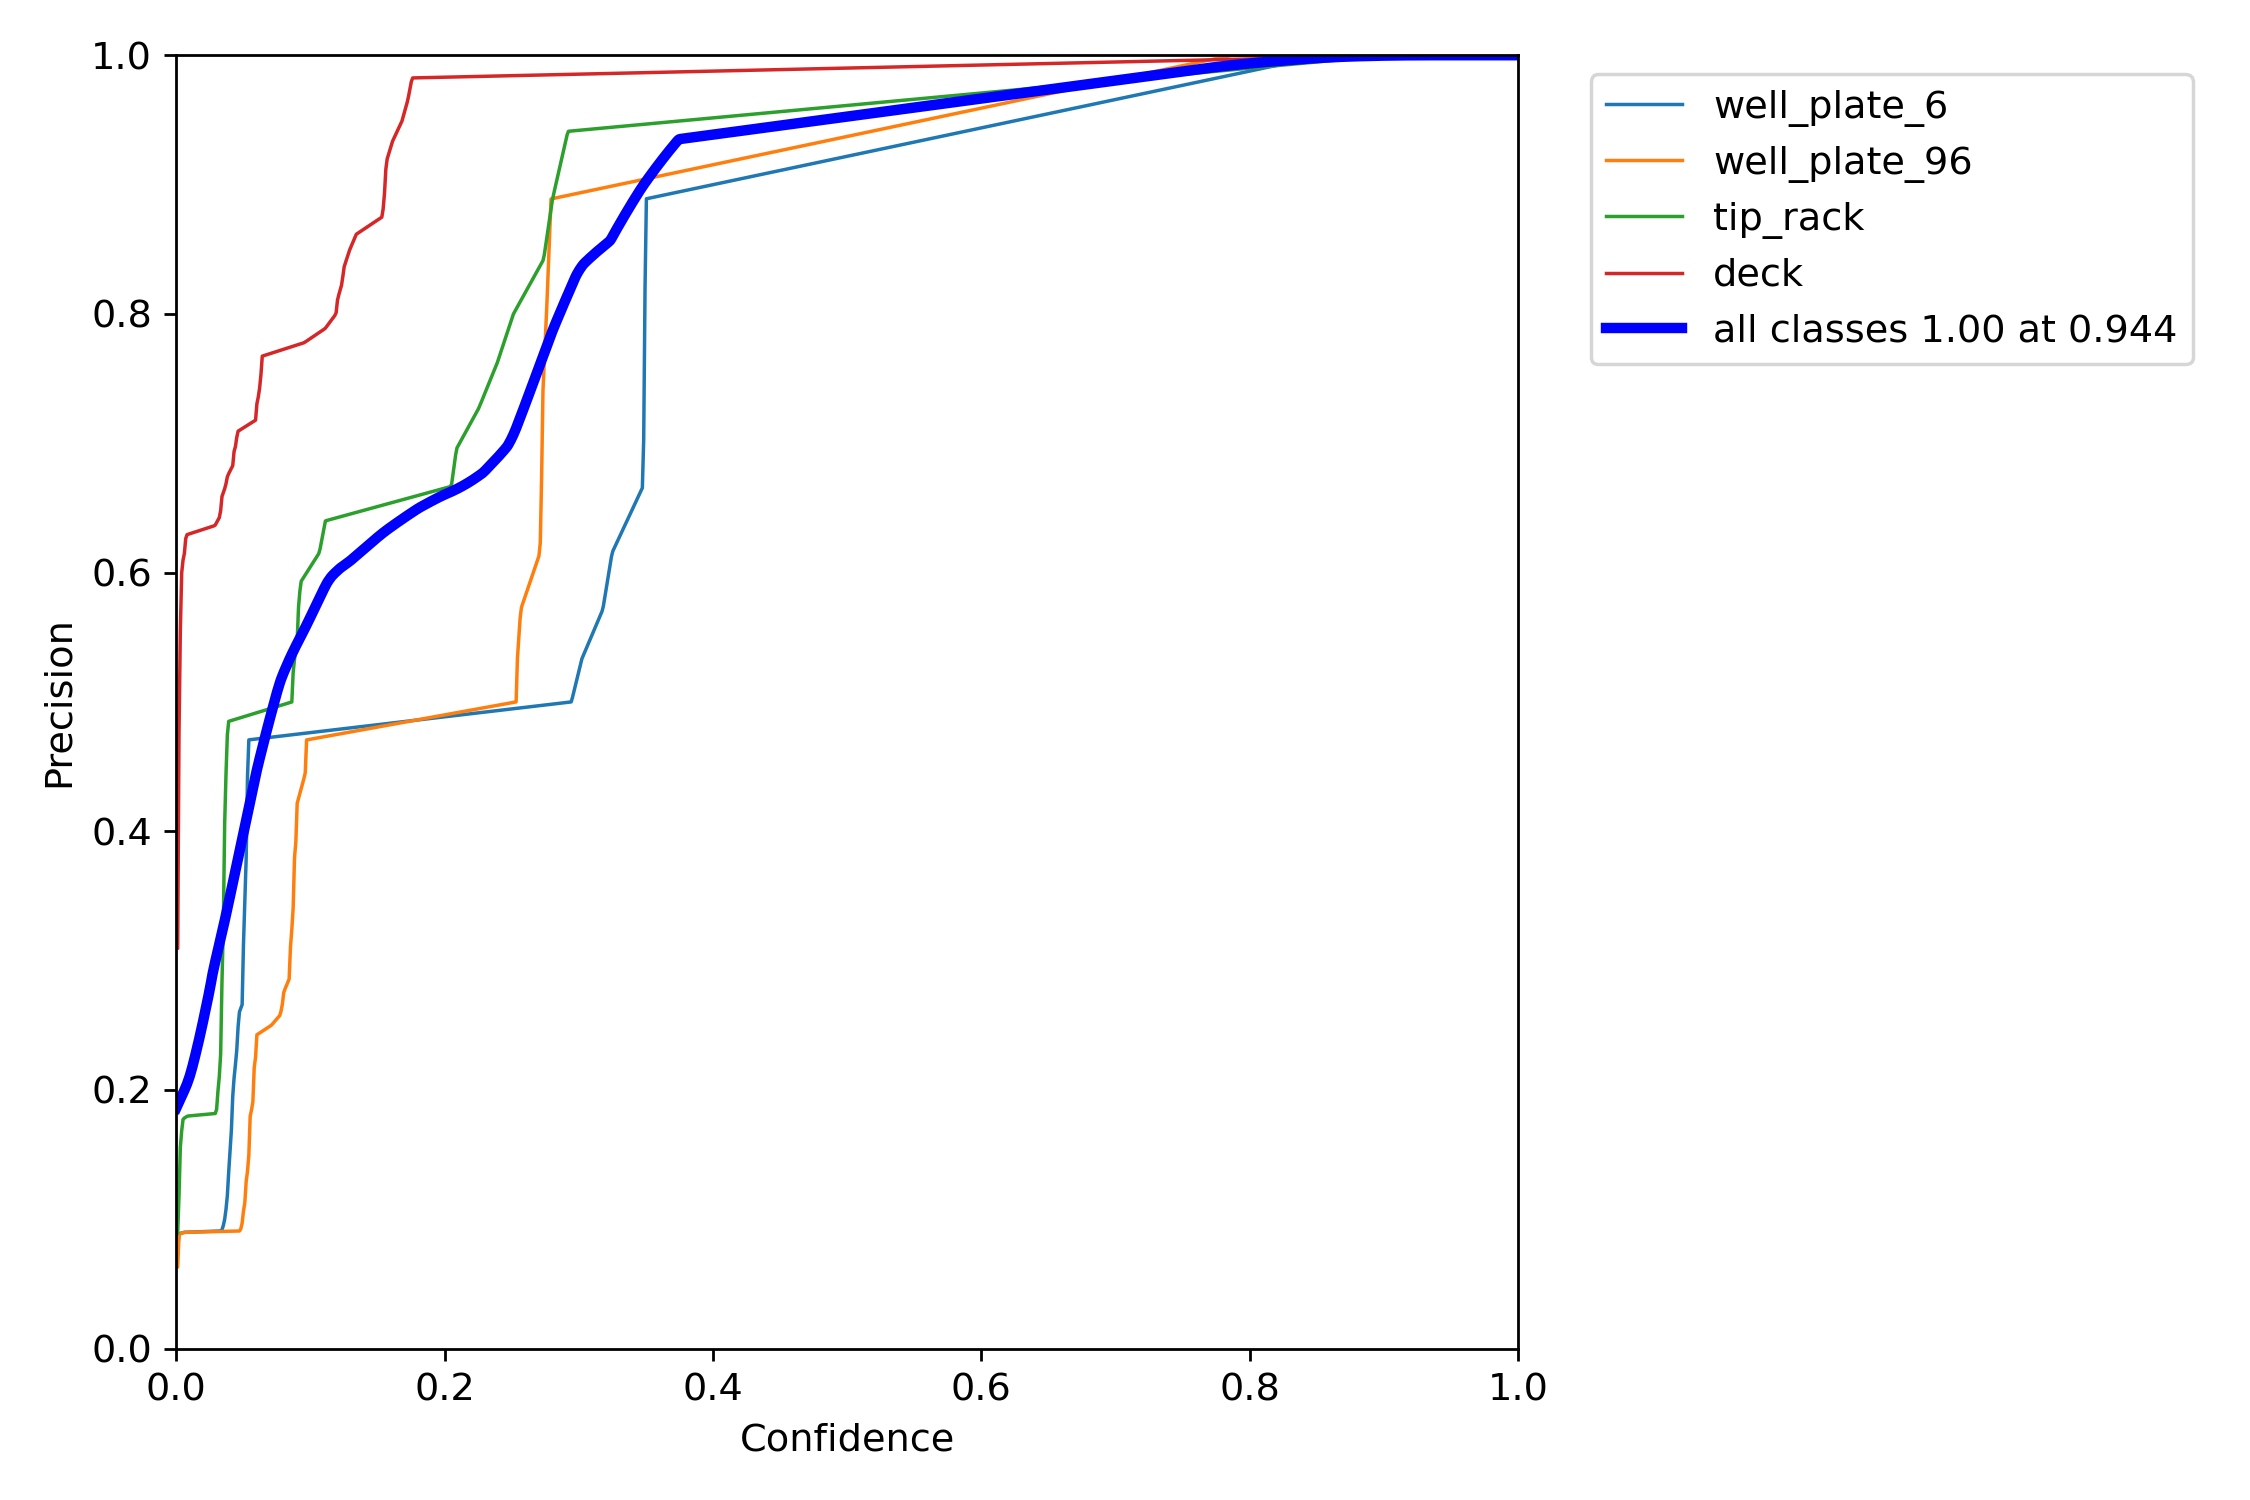 1.0
0.8
0.6
0.4
0.2
0.0
Precision
0.0 0.2 0.4 0.6 0.8 1.0
Confidence
well_plate_6
well_plate_96
tip_rack
deck
all classes 1.00 at 0.944